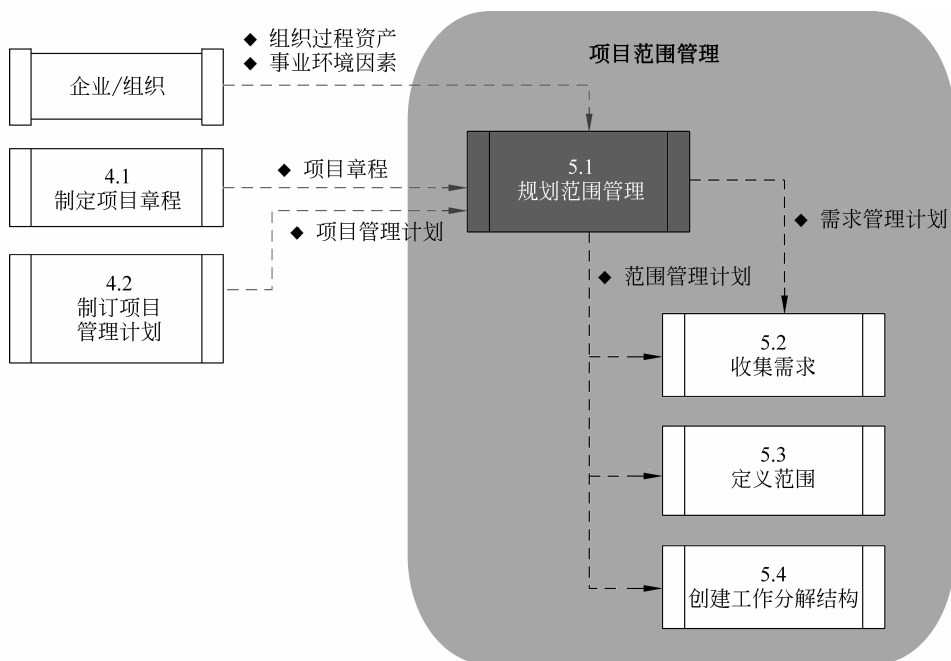 ◆ 组织过程资产
◆ 事业环境因素
项目范围管理
企业/组织
4.1
制定项目章程
◆ 项目章程
5.1
规划范围管理
◆ 项目管理计划
◆ 需求管理计划
4.2
制订项目
管理计划
◆ 范围管理计划
5.2
收集需求
5.3
定义范围
5.4
创建工作分解结构